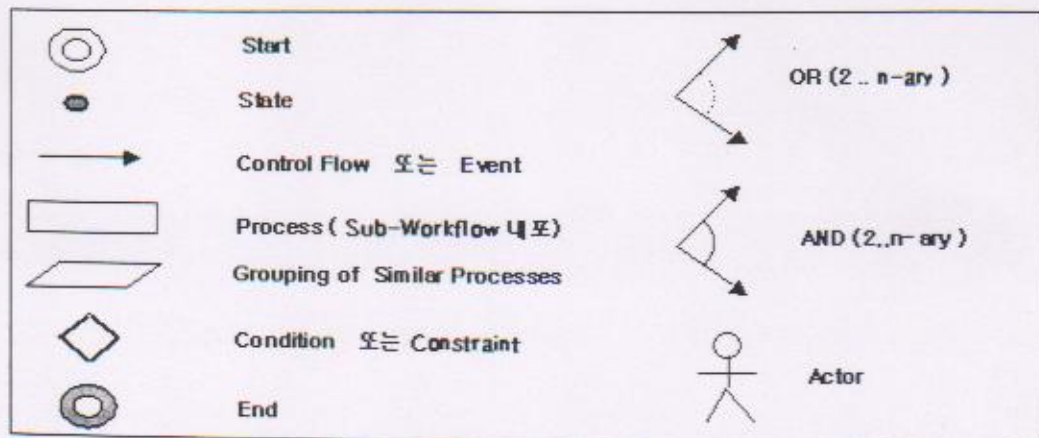 Start
State
Control Flow 또는 Event
Process ( Sub-Workflow 내포)
Grouping of Similar Processes
Condition 또는 Constraint
End
OR (2 .. n-ary )
AND (2,.n-ary )
Actor